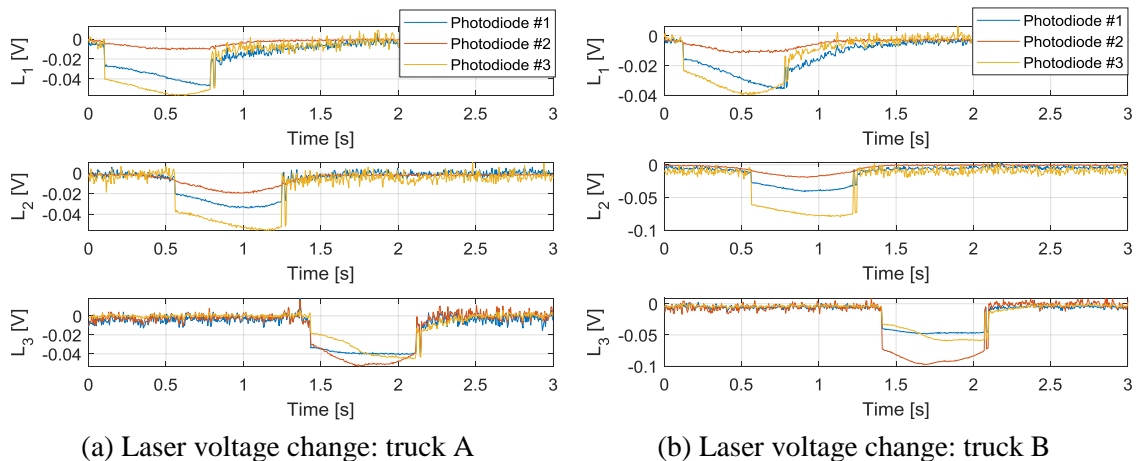 Photodiode #1
Photodiode #2
Photodiode #3
0
-0.02
-0.04
L1 [V]
0 0.5 1 1.5 2 2.5 3
Time [s]
0
-0.02
-0.04
L2 [V]
0 0.5 1 1.5 2 2.5 3
Time [s]
0
-0.02
-0.04
L3 [V]
0 0.5 1 1.5 2 2.5 3
Time [s]
(a) Laser voltage change: truck A
Photodiode #1
Photodiode #2
Photodiode #3
0
-0.02
-0.04
L1 [V]
0 0.5 1 1.5 2 2.5 3
Time [s]
0
-0.05
-0.1
L2 [V]
0 0.5 1 1.5 2 2.5 3
Time [s]
0
-0.05
-0.1
L3 [V]
0 0.5 1 1.5 2 2.5 3
Time [s]
(b) Laser voltage change: truck B